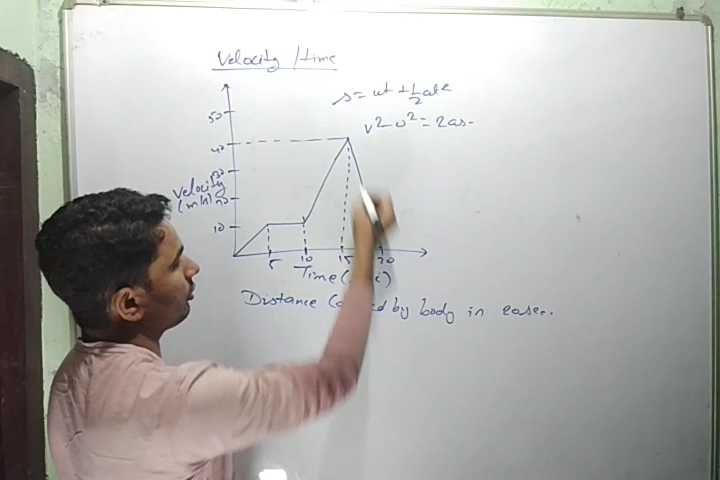 Velocity / time
s = ut + 1/2 at²
v² - u² = 2as.
50
40
30
Velocity
(m/s) 20
10
5 10 15 20
Time (
Distance by body in 20sec.